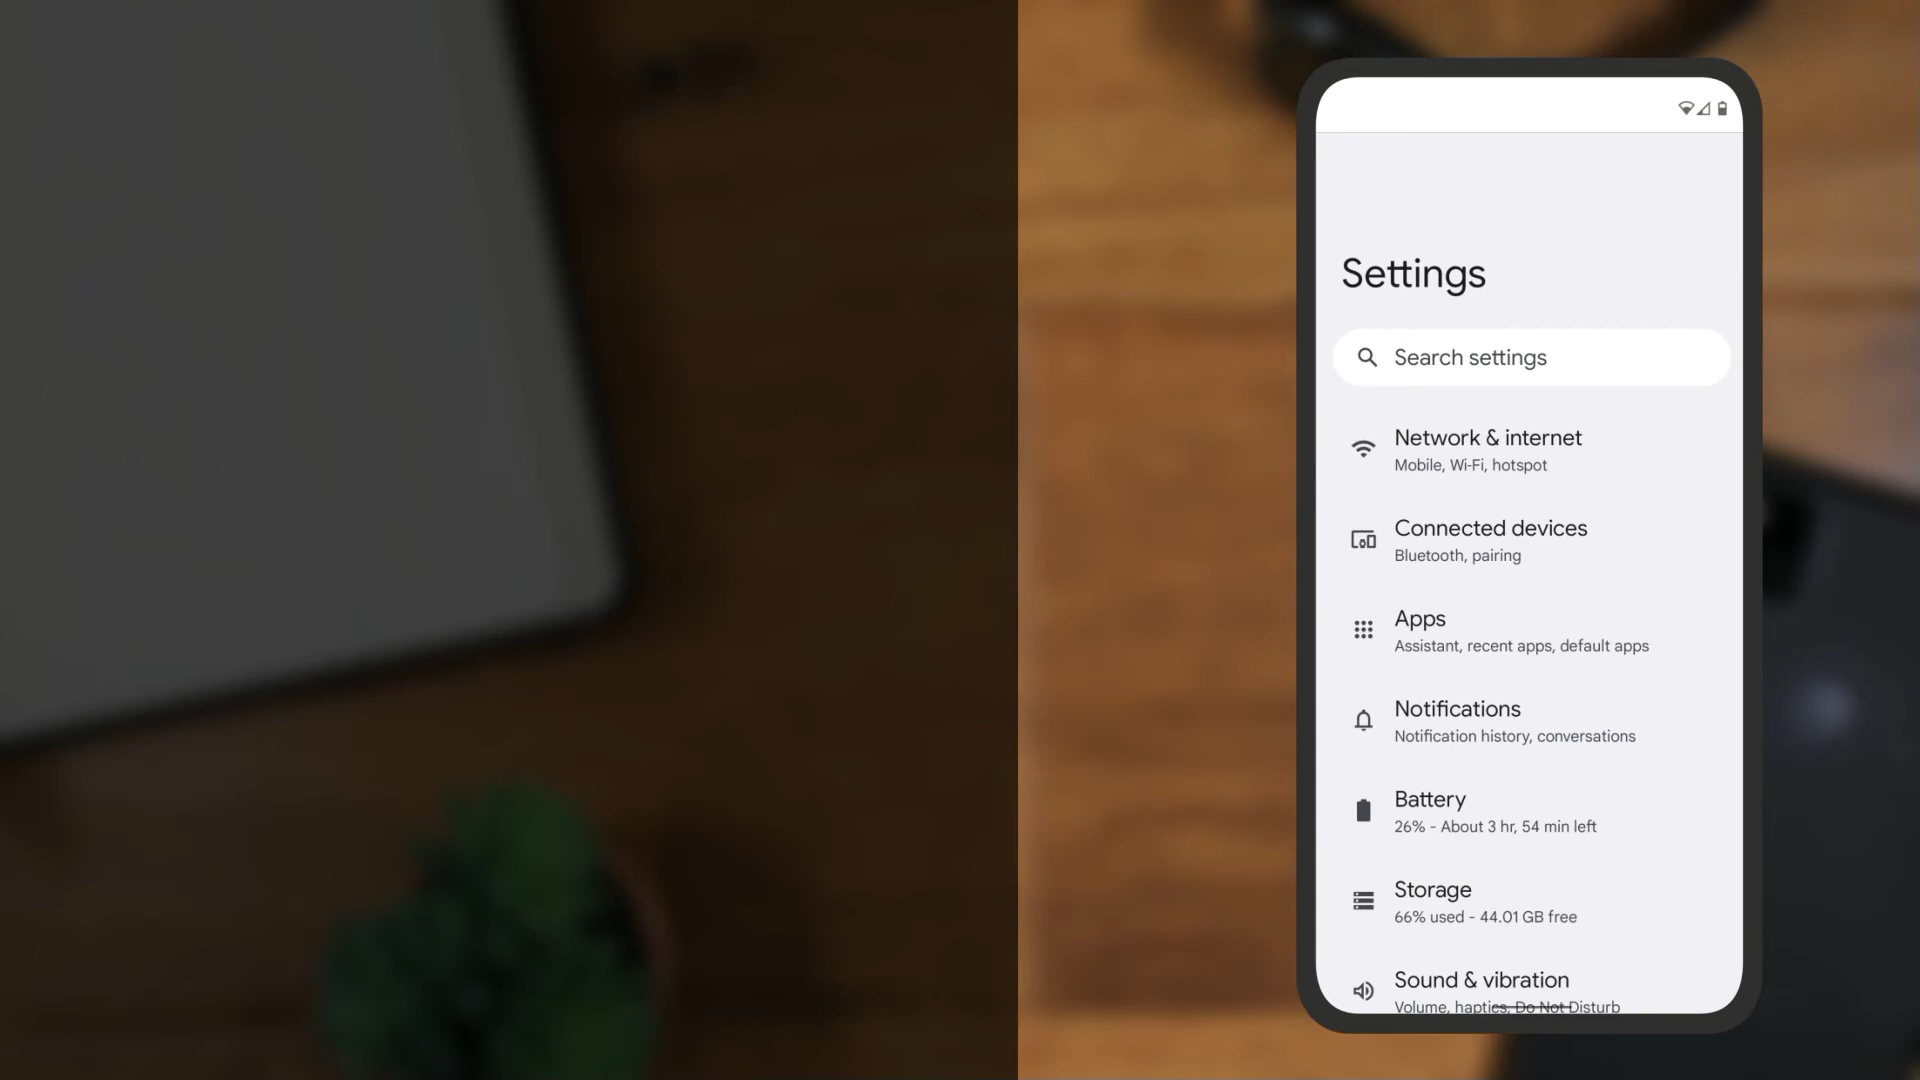 Settings
Search settings
Network & internet
Mobile, Wi-Fi, hotspot
Connected devices
Bluetooth, pairing
Apps
Assistant, recent apps, default apps
Notifications
Notification history, conversations
Battery
26% - About 3 hr, 54 min left
Storage
66% used - 44.01 GB free
Sound & vibration
Volume, haptics, Do Not Disturb